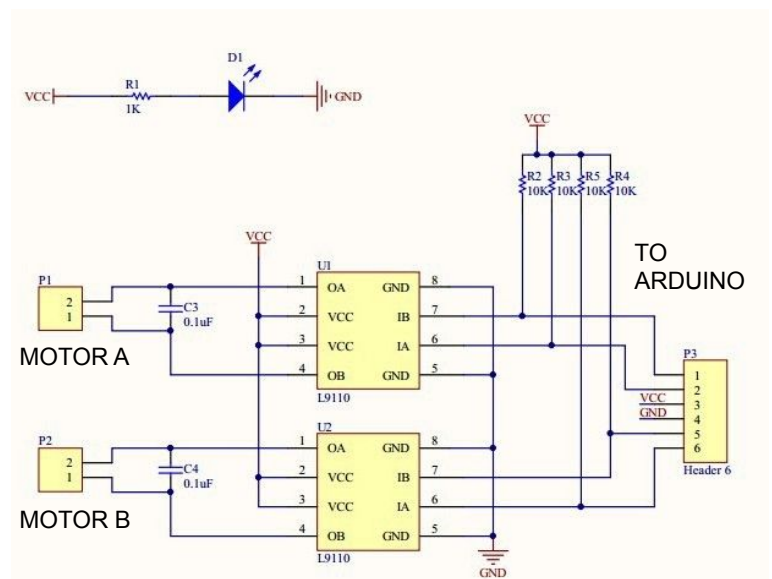 D1
R1
VCC
GND
1K
VCC
R2 R3 R5 R4
10K 10K 10K 10K
VCC
TO
ARDUINO
P1
2
1
C3
0.1uF
MOTOR A
U1
1 OA GND 8
2 VCC IB 7
3 VCC IA 6
4 OB GND 5
L9110
P3
1
2
VCC 3
GND 4
5
6
Header 6
P2
2
1
C4
0.1uF
MOTOR B
U2
1 OA GND 8
2 VCC IB 7
3 VCC IA 6
4 OB GND 5
L9110
GND